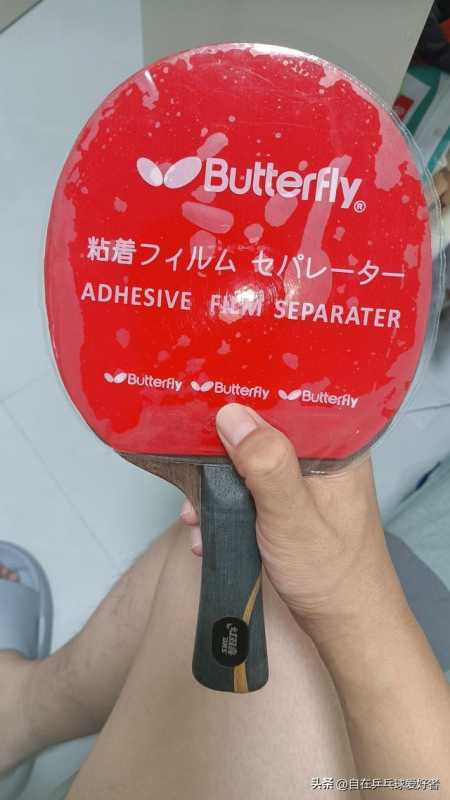 Butterfly®
粘着フィルム セパレーター
ADHESIVE FILM SEPARATER
Butterfly Butterfly Butterfly
头条 @自在乒乓球爱好者